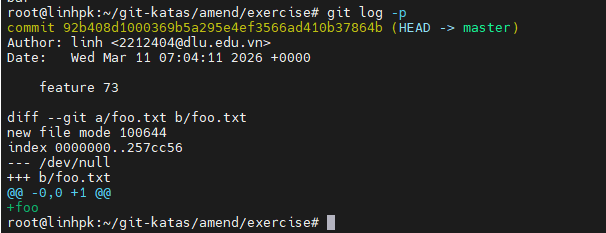 root@linhpk:~/git-katas/amend/exercise# git log -p
commit 92b408d1000369b5a295e4ef3566ad410b37864b (HEAD -> master)
Author: linh <2212404@dlu.edu.vn>
Date:   Wed Mar 11 07:04:11 2026 +0000

    feature 73

diff --git a/foo.txt b/foo.txt
new file mode 100644
index 0000000..257cc56
--- /dev/null
+++ b/foo.txt
@@ -0,0 +1 @@
+foo
root@linhpk:~/git-katas/amend/exercise#